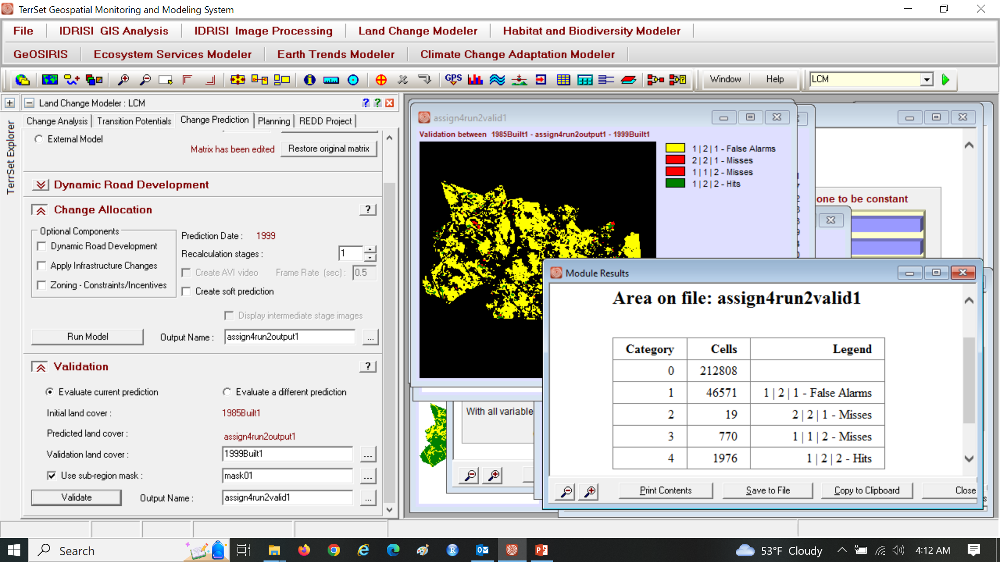 TerrSet Geospatial Monitoring and Modeling System
File IDRISI GIS Analysis IDRISI Image Processing Land Change Modeler Habitat and Biodiversity Modeler
GeOSIRIS Ecosystem Services Modeler Earth Trends Modeler Climate Change Adaptation Modeler
GPS Window Help LCM
TerrSet Explorer
Land Change Modeler : LCM
Change Analysis Transition Potentials Change Prediction Planning REDD Project
External Model
Matrix has been edited Restore original matrix
Dynamic Road Development
Change Allocation ?
Optional Components
Dynamic Road Development
Apply Infrastructure Changes
Zoning - Constraints/Incentives
Prediction Date : 1999
Recalculation stages : 1
Create AVI video Frame Rate (sec) : 0.5
Create soft prediction
Display intermediate stage images
Run Model Output Name : assign4run2output1 ...
Validation ?
Evaluate current prediction Evaluate a different prediction
Initial land cover : 1985Built1
Predicted land cover : assign4run2output1
Validation land cover : 1999Built1 ...
Use sub-region mask : mask01 ...
Validate Output Name : assign4run2valid1 ...
assign4run2valid1
Validation between 1985Built1 - assign4run2output1 - 1999Built1
1 | 2 | 1 - False Alarms
2 | 2 | 1 - Misses
1 | 1 | 2 - Misses
1 | 2 | 2 - Hits
one to be constant
With all variable
Module Results
Area on file: assign4run2valid1
Category Cells Legend
0 212808
1 46571 1 | 2 | 1 - False Alarms
2 19 2 | 2 | 1 - Misses
3 770 1 | 1 | 2 - Misses
4 1976 1 | 2 | 2 - Hits
Print Contents Save to File Copy to Clipboard Close
Search
53°F Cloudy 4:12 AM